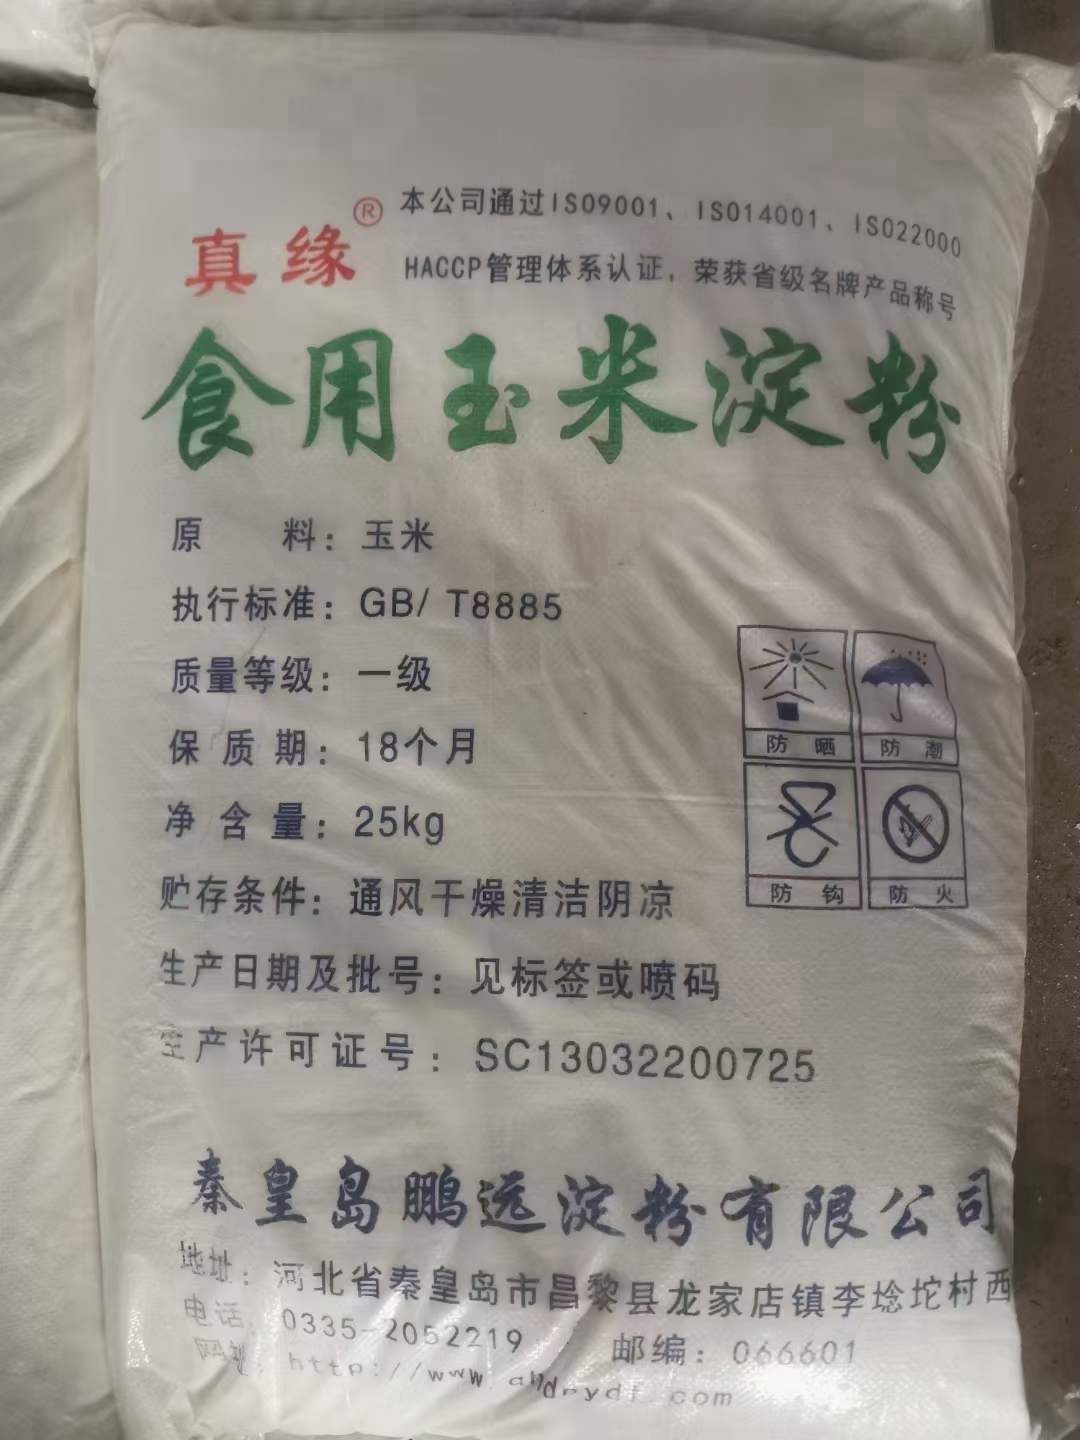 真缘®
本公司通过ISO9001、ISO14001、ISO22000
HACCP管理体系认证，荣获省级名牌产品称号
食用玉米淀粉
原 料：玉米
执行标准：GB/ T8885
质量等级：一级
保质期：18个月
净含量：25kg
贮存条件：通风干燥清洁阴凉
生产日期及批号：见标签或喷码
生产许可证号：SC13032200725
防晒
防潮
防钩
防火
秦皇岛鹏远淀粉有限公司
地址：河北省秦皇岛市昌黎县龙家店镇李埝坨村西
电话：0335-2052219 邮编：066601
网址：